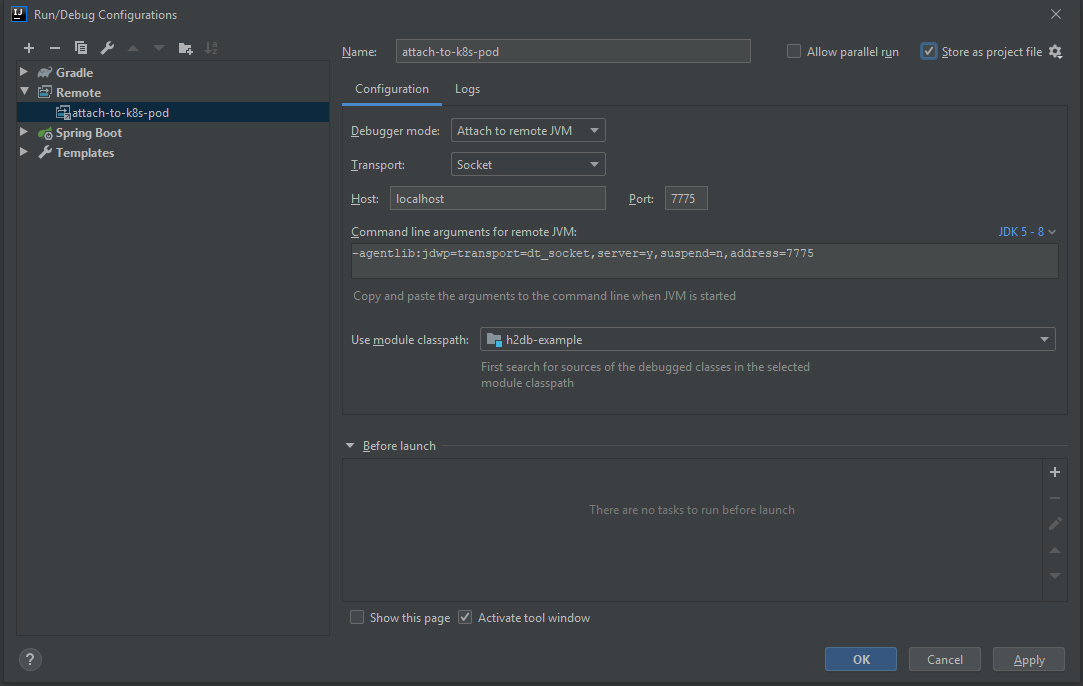 Run/Debug Configurations
Gradle
Remote
attach-to-k8s-pod
Spring Boot
Templates
Name: attach-to-k8s-pod
Allow parallel run
Store as project file
Configuration Logs
Debugger mode: Attach to remote JVM
Transport: Socket
Host: localhost Port: 7775
Command line arguments for remote JVM: JDK 5 - 8
-agentlib:jdwp=transport=dt_socket,server=y,suspend=n,address=7775
Copy and paste the arguments to the command line when JVM is started
Use module classpath: h2db-example
First search for sources of the debugged classes in the selected
module classpath
Before launch
There are no tasks to run before launch
Show this page Activate tool window
? OK Cancel Apply